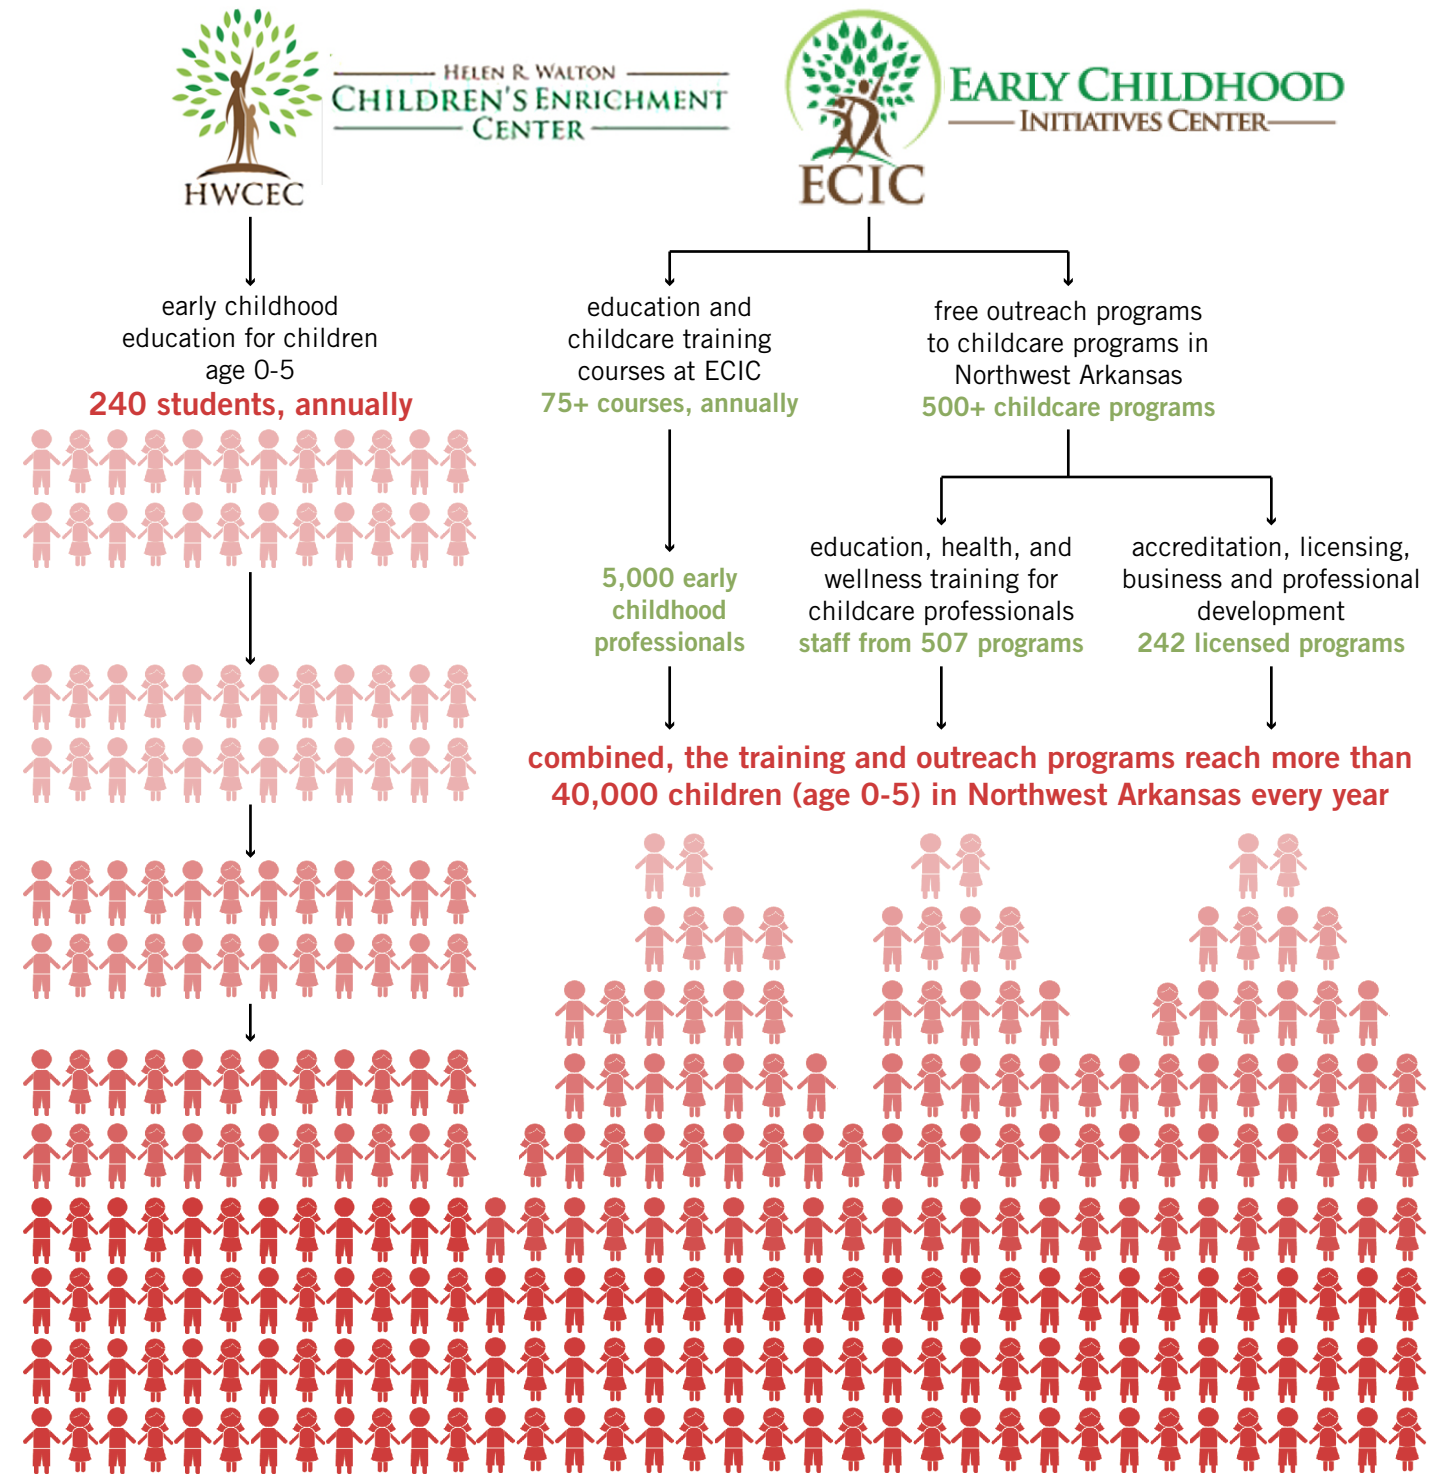 HELEN R. WALTON
CHILDREN'S ENRICHMENT
CENTER
HWCEC
EARLY CHILDHOOD
INITIATIVES CENTER
ECIC
early childhood
education for children
age 0-5
240 students, annually
education and
childcare training
courses at ECIC
75+ courses, annually
free outreach programs
to childcare programs in
Northwest Arkansas
500+ childcare programs
5,000 early
childhood
professionals
education, health, and
wellness training for
childcare professionals
staff from 507 programs
accreditation, licensing,
business and professional
development
242 licensed programs
combined, the training and outreach programs reach more than
40,000 children (age 0-5) in Northwest Arkansas every year